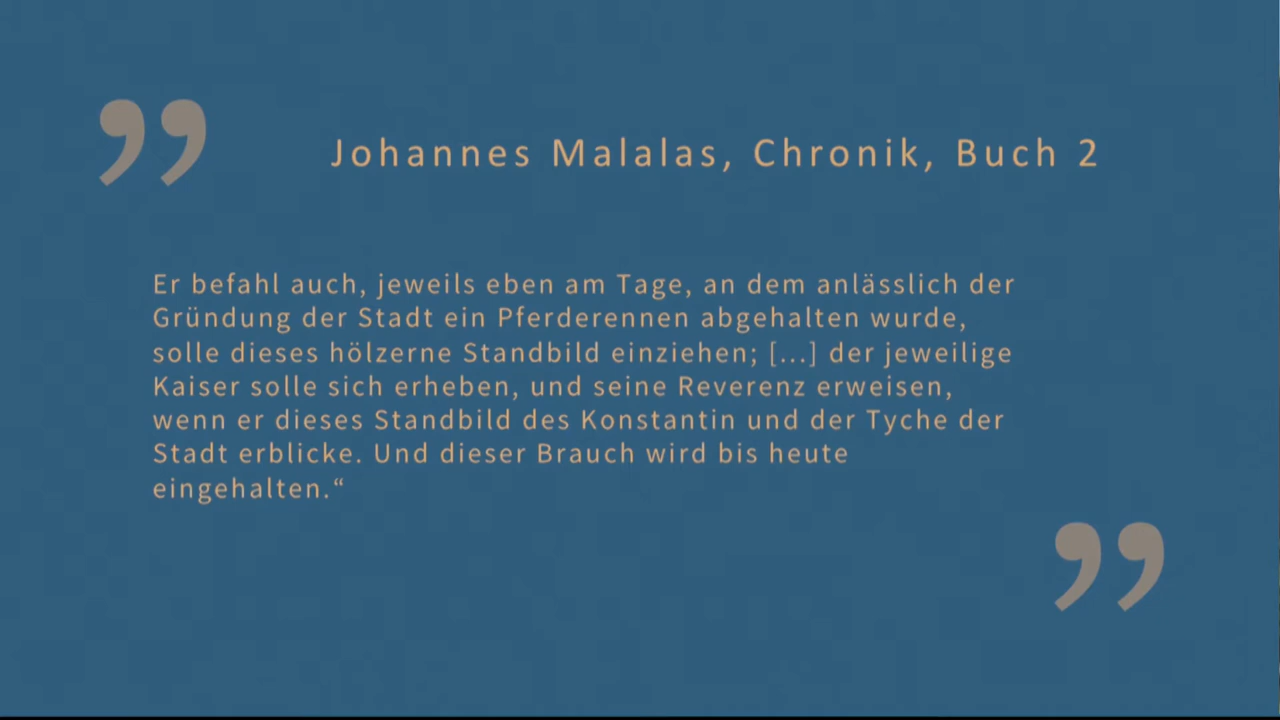 Johannes Malalas, Chronik, Buch 2
Er befahl auch, jeweils eben am Tage, an dem anlässlich der
Gründung der Stadt ein Pferderennen abgehalten wurde,
solle dieses hölzerne Standbild einziehen; [...] der jeweilige
Kaiser solle sich erheben, und seine Reverenz erweisen,
wenn er dieses Standbild des Konstantin und der Tyche der
Stadt erblicke. Und dieser Brauch wird bis heute
eingehalten.“